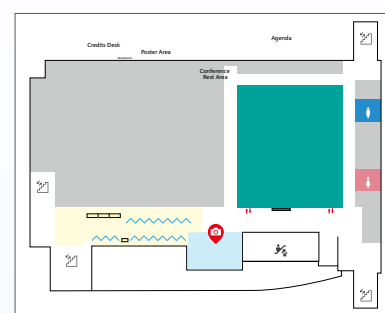 Agenda
Credits Desk
Poster Area
Conference
Rest Area